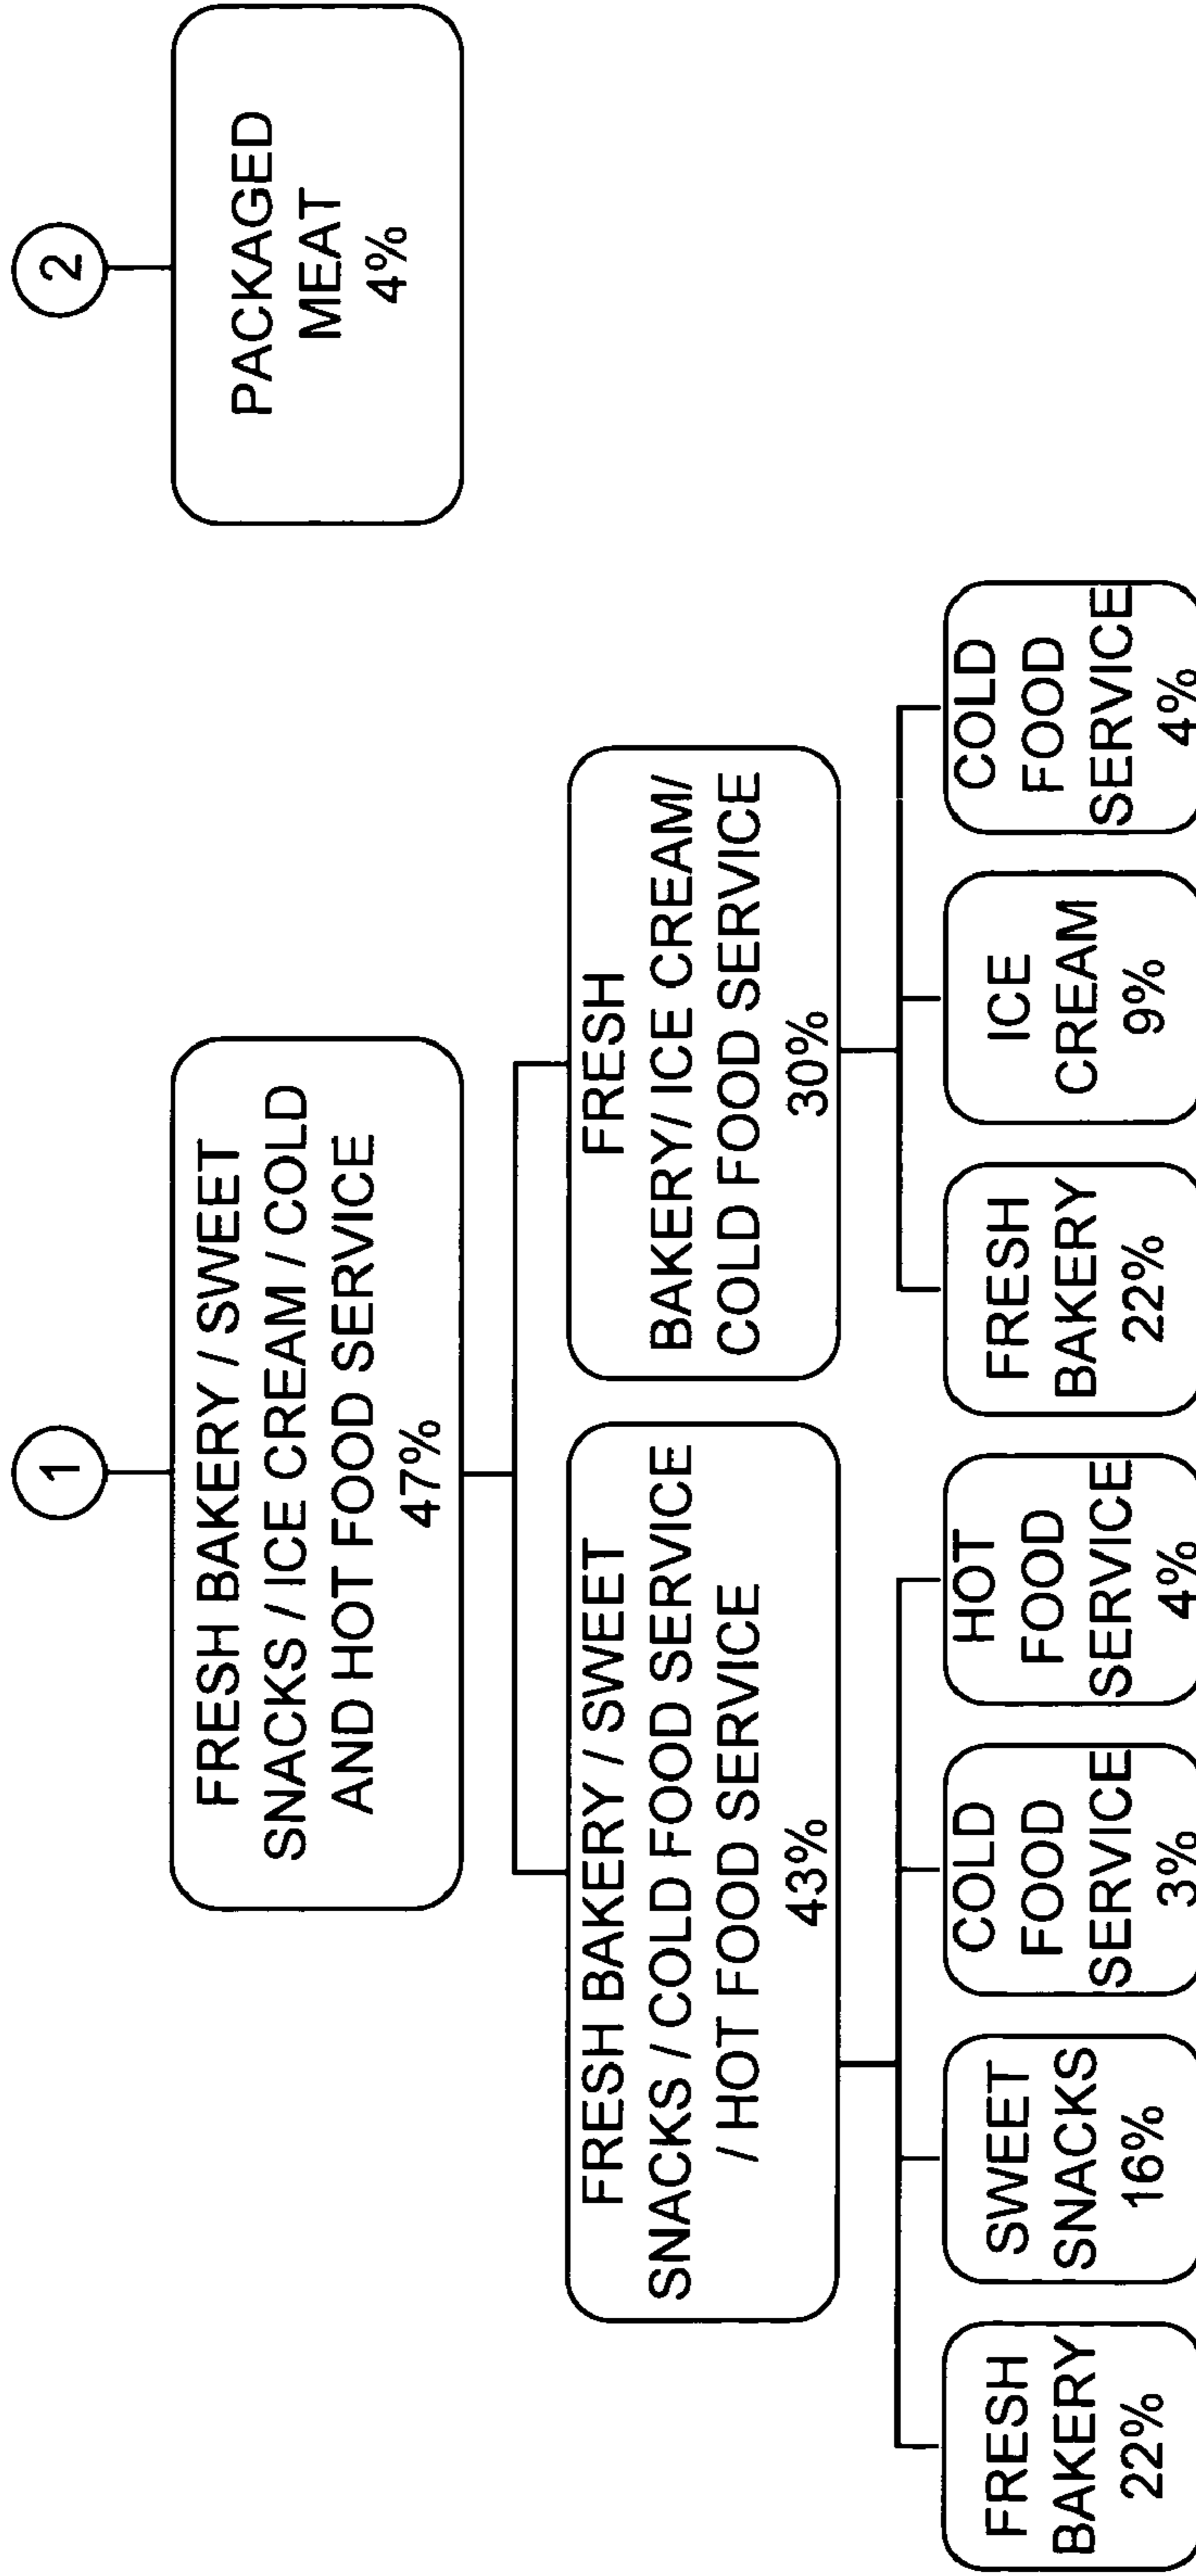 1
2
FRESH BAKERY / SWEET
SNACKS / ICE CREAM / COLD
AND HOT FOOD SERVICE
47%
PACKAGED
MEAT
4%
FRESH BAKERY / SWEET
SNACKS / COLD FOOD SERVICE
/ HOT FOOD SERVICE
43%
FRESH
BAKERY/ ICE CREAM/
COLD FOOD SERVICE
30%
FRESH
BAKERY
22%
SWEET
SNACKS
16%
COLD
FOOD
SERVICE
3%
HOT
FOOD
SERVICE
4%
FRESH
BAKERY
22%
ICE
CREAM
9%
COLD
FOOD
SERVICE
4%